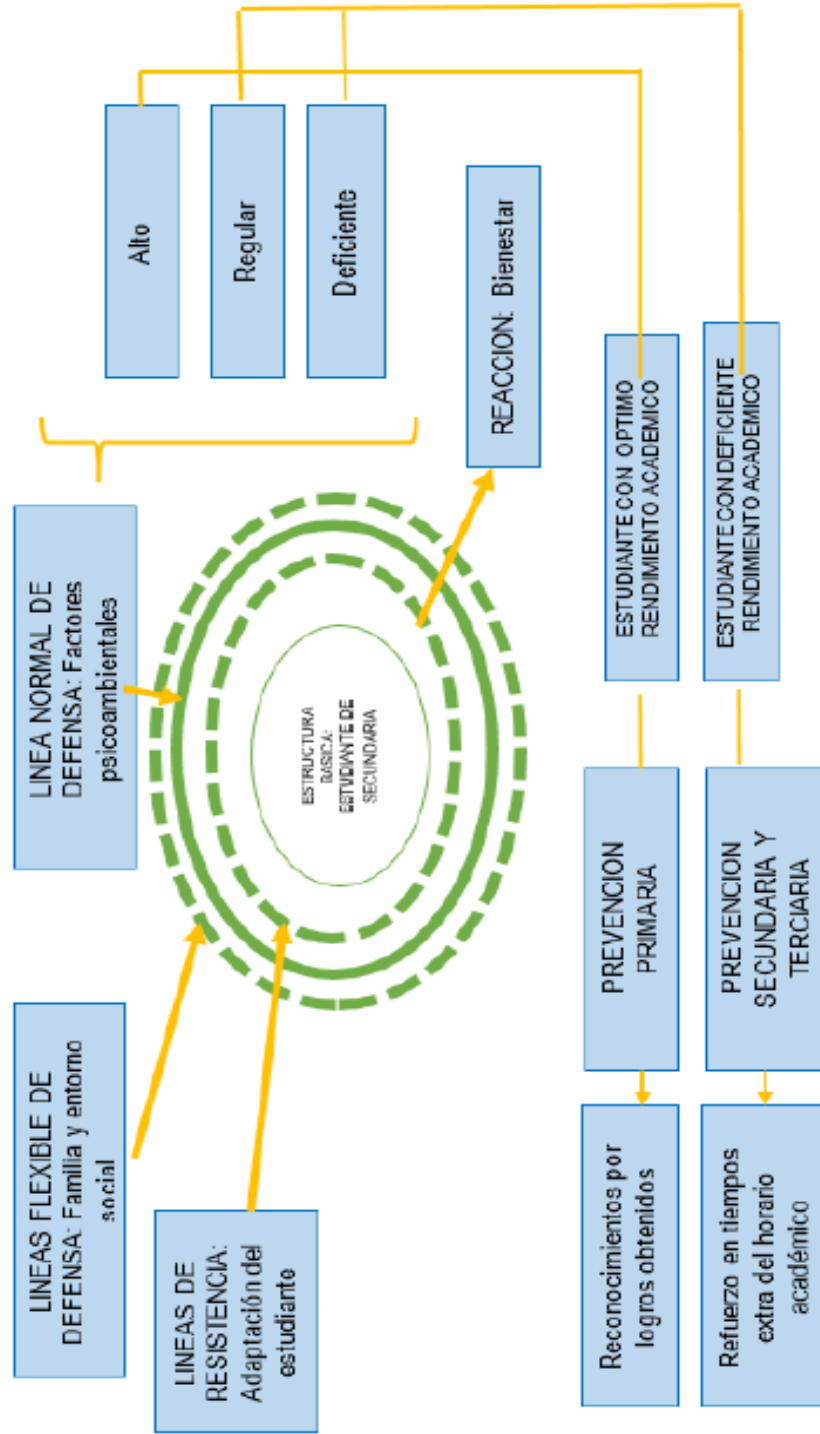 LINEAS FLEXIBLE DE
DEFENSA: Familia y entorno
social
LINEA NORMAL DE
DEFENSA: Factores
psicoambientales
Alto
Regular
Deficiente
LINEAS DE
RESISTENCIA:
Adaptación del
estudiante
ESTRUCTURA
BASICA:
ESTUDIANTE DE
SECUNDARIA
REACCION: Bienestar
Reconocimientos por
logros obtenidos
PREVENCION
PRIMARIA
ESTUDIANTE CON OPTIMO
RENDIMIENTO ACADEMICO
Refuerzo en tiempos
extra del horario
académico
PREVENCION
SECUNDARIA Y
TERCIARIA
ESTUDIANTE CON DEFICIENTE
RENDIMIENTO ACADEMICO